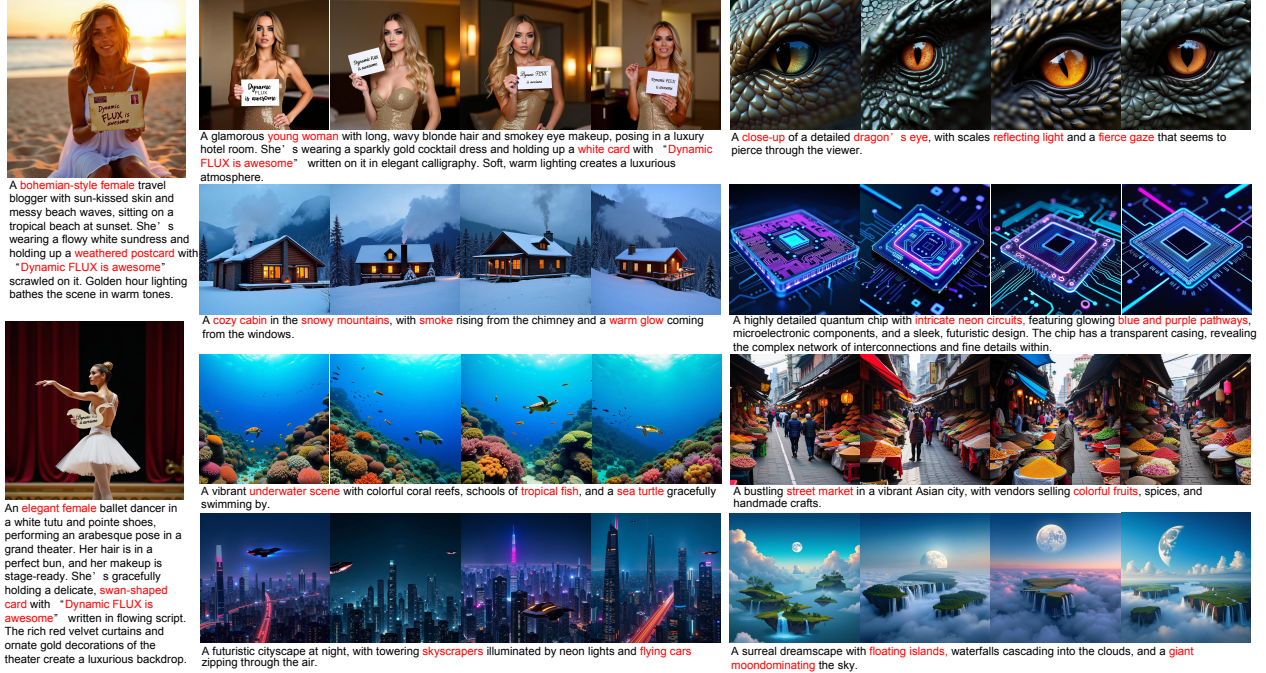 Dynamic
FLUX is
awesome
A bohemian-style female travel
blogger with sun-kissed skin and
messy beach waves, sitting on a
tropical beach at sunset. She’s
wearing a flowy white sundress and
holding up a weathered postcard with
“Dynamic FLUX is awesome”
scrawled on it. Golden hour lighting
bathes the scene in warm tones.
An elegant female ballet dancer in
a white tutu and pointe shoes,
performing an arabesque pose in a
grand theater. Her hair is in a
perfect bun, and her makeup is
stage-ready. She’s gracefully
holding a delicate, swan-shaped
card with “Dynamic FLUX is
awesome” written in flowing script.
The rich red velvet curtains and
ornate gold decorations of the
theater create a luxurious backdrop.
Dynamic
FLUX
is awesome
A glamorous young woman with long, wavy blonde hair and smokey eye makeup, posing in a luxury
hotel room. She’s wearing a sparkly gold cocktail dress and holding up a white card with “Dynamic
FLUX is awesome” written on it in elegant calligraphy. Soft, warm lighting creates a luxurious
atmosphere.
A close-up of a detailed dragon’s eye, with scales reflecting light and a fierce gaze that seems to
pierce through the viewer.
A cozy cabin in the snowy mountains, with smoke rising from the chimney and a warm glow coming
from the windows.
A highly detailed quantum chip with intricate neon circuits, featuring glowing blue and purple pathways,
microelectronic components, and a sleek, futuristic design. The chip has a transparent casing, revealing
the complex network of interconnections and fine details within.
A vibrant underwater scene with colorful coral reefs, schools of tropical fish, and a sea turtle gracefully
swimming by.
A bustling street market in a vibrant Asian city, with vendors selling colorful fruits, spices, and
handmade crafts.
A futuristic cityscape at night, with towering skyscrapers illuminated by neon lights and flying cars
zipping through the air.
A surreal dreamscape with floating islands, waterfalls cascading into the clouds, and a giant
moondominating the sky.